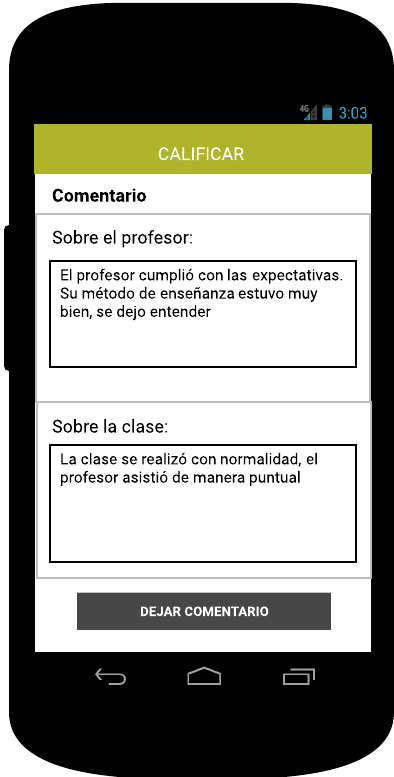 4G 3:03
CALIFICAR
Comentario
Sobre el profesor:
El profesor cumplió con las expectativas.
Su método de enseñanza estuvo muy
bien, se dejo entender
Sobre la clase:
La clase se realizó con normalidad, el
profesor asistió de manera puntual
DEJAR COMENTARIO